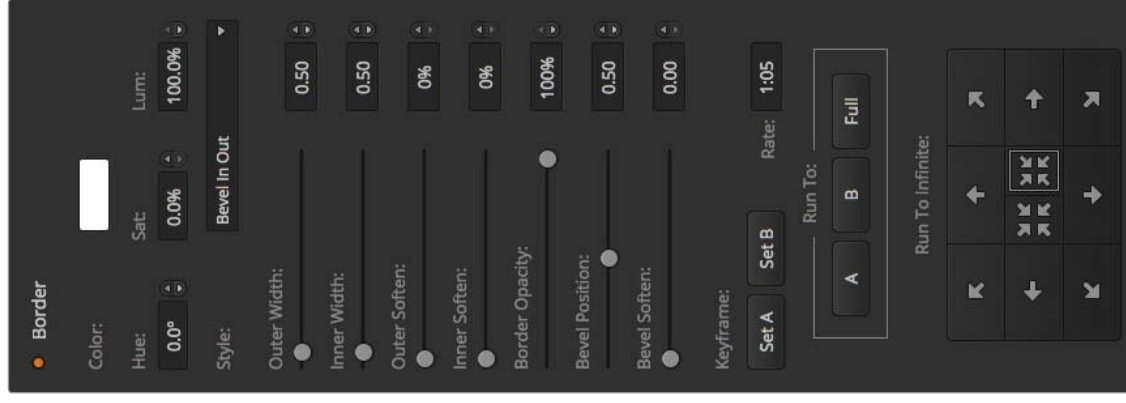 Border
Color:
Hue: Sat: Lum:
0.0° 0.0% 100.0%
Style: Bevel In Out
Outer Width: 0.50
Inner Width: 0.50
Outer Soften: 0%
Inner Soften: 0%
Border Opacity: 100%
Bevel Position: 0.50
Bevel Soften: 0.00
Keyframe:
Set A Set B Rate: 1:05
Run To:
A B Full
Run To Infinite: